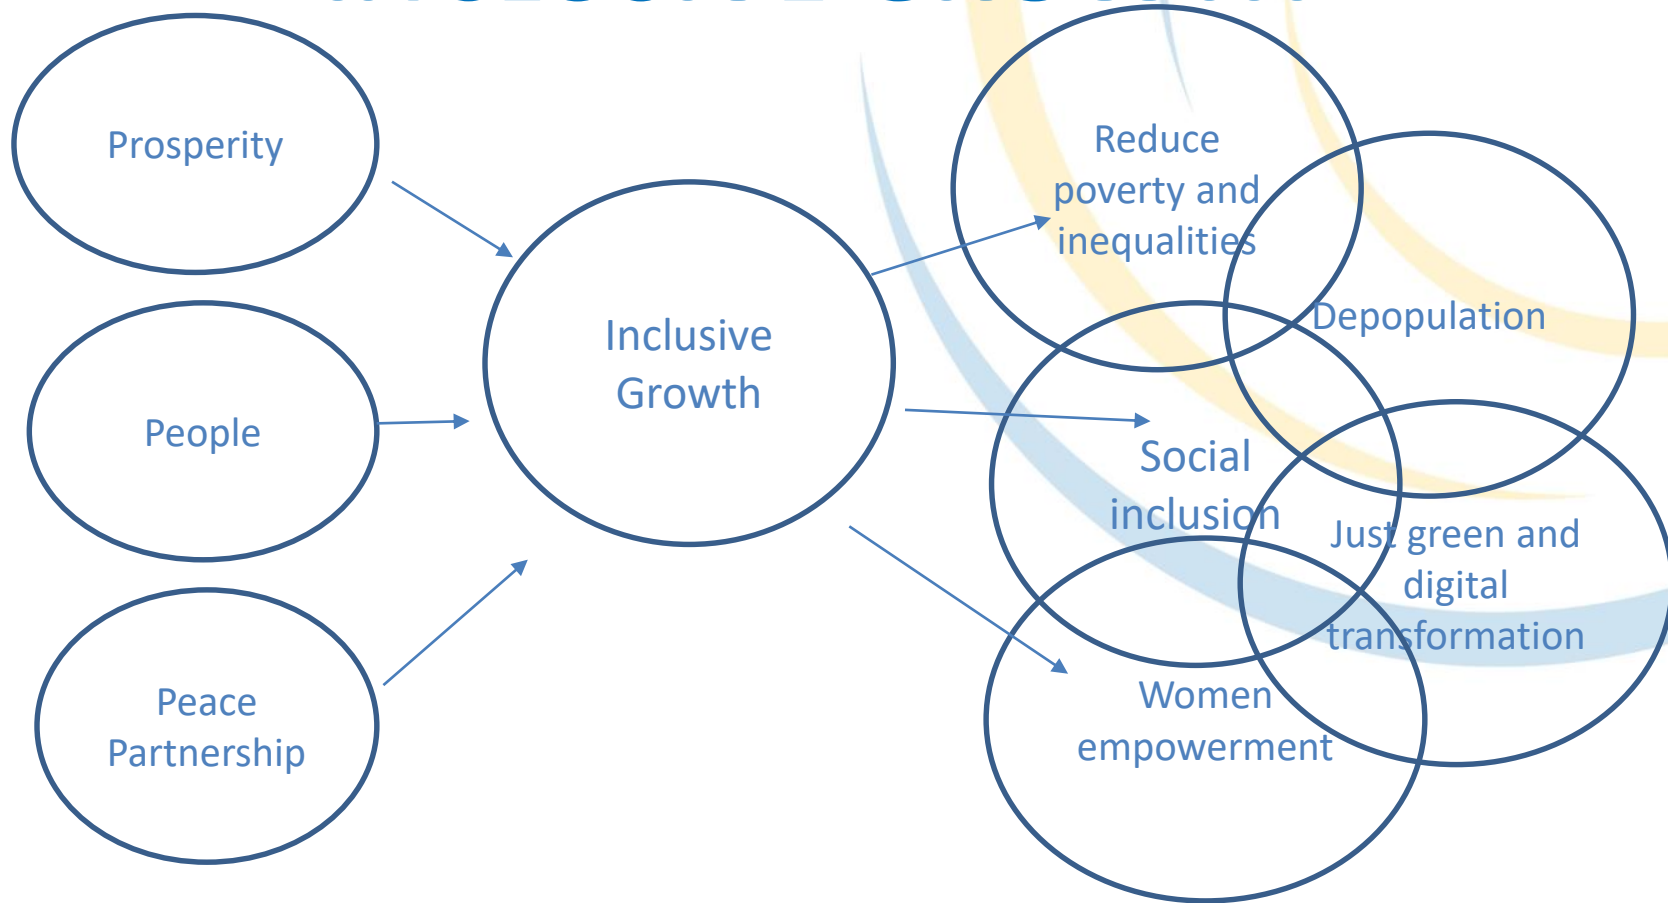 Prosperity
People
Peace
Partnership
Inclusive
Growth
Reduce
poverty and
inequalities
Depopulation
Social
inclusion
Just green and
digital
transformation
Women
empowerment